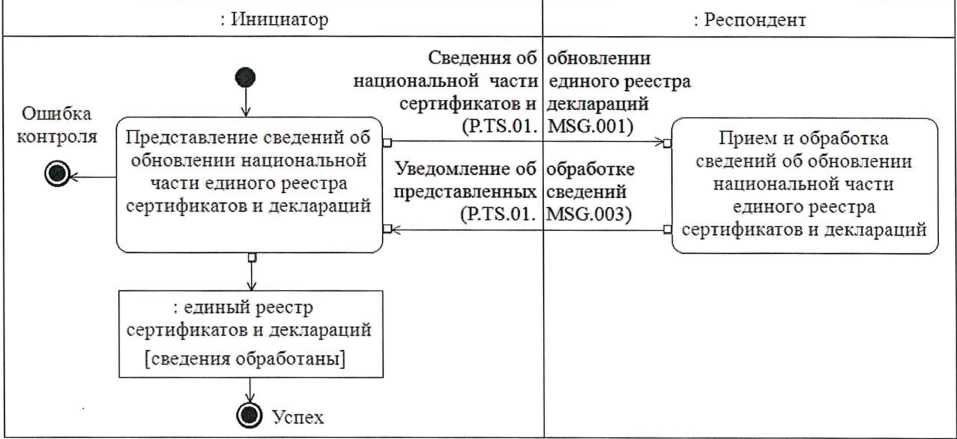 : Инициатор
: Респондент
Сведения об обновлении
национальной части единого реестра
сертификатов и деклараций
(P.TS.01. MSG.001)
Ошибка
контроля
Представление сведений об
обновлении национальной
части единого реестра
сертификатов и деклараций
Прием и обработка
сведений об обновлении
национальной части
единого реестра
сертификатов и деклараций
Уведомление об обработке
представленных сведений
(P.TS.01. MSG.003)
: единый реестр
сертификатов и деклараций
[сведения обработаны]
Успех